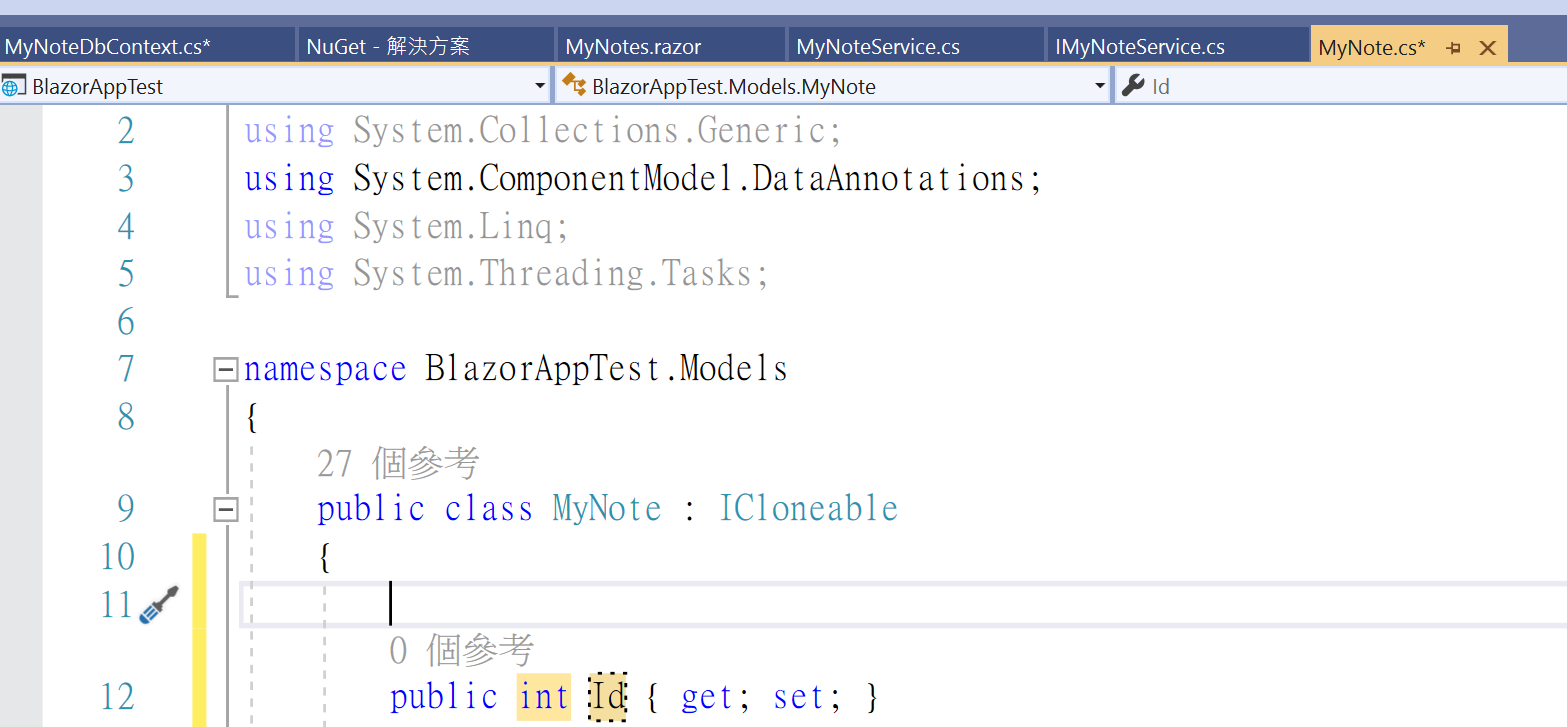 MyNoteDbContext.cs* NuGet - 解決方案 MyNotes.razor MyNoteService.cs IMyNoteService.cs MyNote.cs*
BlazorAppTest BlazorAppTest.Models.MyNote Id
2 using System.Collections.Generic;
3 using System.ComponentModel.DataAnnotations;
4 using System.Linq;
5 using System.Threading.Tasks;
6
7 namespace BlazorAppTest.Models
8 {
27 個參考
9 public class MyNote : ICloneable
10 {
11
0 個參考
12 public int Id { get; set; }